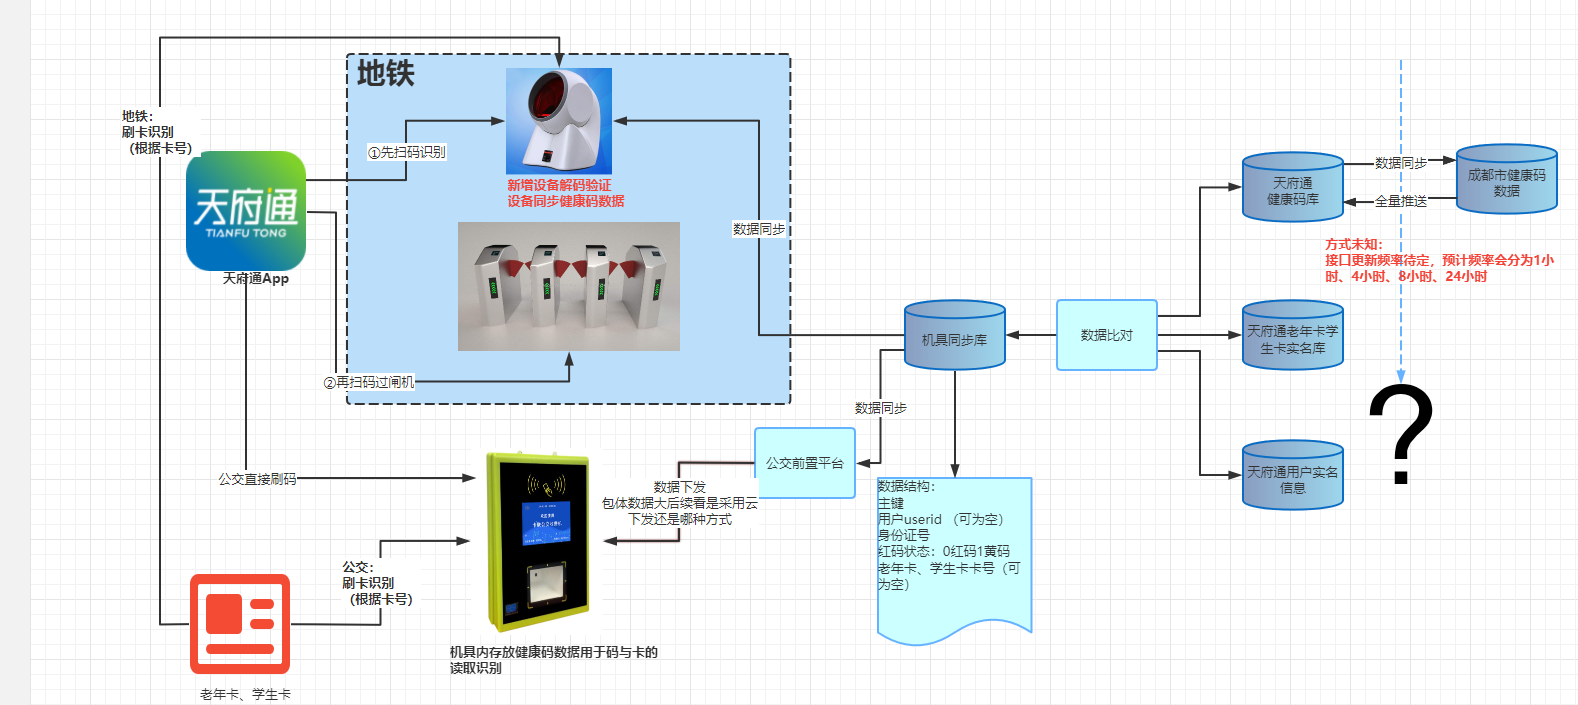 地铁
地铁：
刷卡识别
（根据卡号）
①先扫码识别
天府通
TIANFU TONG
天府通App
新增设备解码验证
设备同步健康码数据
数据同步
②再扫码过闸机
天府通
健康码库
数据同步
全量推送
成都市健康码
数据
方式未知：
接口更新频率待定，预计频率会分为1小
时、4小时、8小时、24小时
机具同步库
数据比对
天府通老年卡学
生卡实名库
天府通用户实名
信息
?
数据同步
公交前置平台
公交直接刷码
数据下发
包体数据大后续看是采用云
下发还是哪种方式
数据结构：
主键
用户userid （可为空）
身份证号
红码状态：0红码1黄码
老年卡、学生卡卡号（可
为空）
公交：
刷卡识别
（根据卡号）
机具内存放健康码数据用于码与卡的
读取识别
老年卡、学生卡